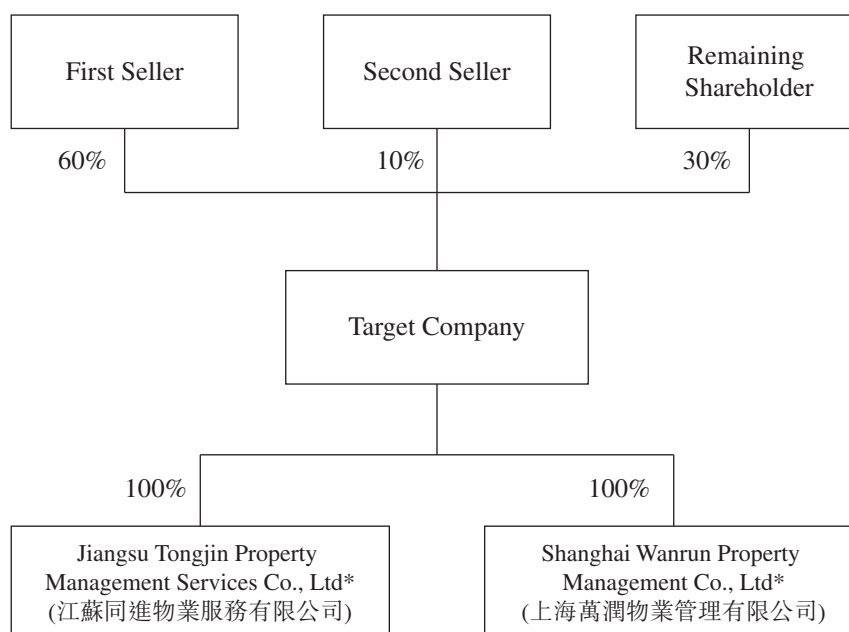 First Seller
Second Seller
Remaining
Shareholder
60%
10%
30%
Target Company
100%
100%
Jiangsu Tongjin Property
Management Services Co., Ltd*
(江蘇同進物業服務有限公司)
Shanghai Wanrun Property
Management Co., Ltd*
(上海萬潤物業管理有限公司)